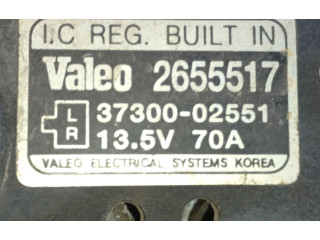 I.C REG. BUILT IN
Valeo 2655517
L 37300-02551
R 13.5V 70A
VALEO ELECTRICAL SYSTEMS KOREA